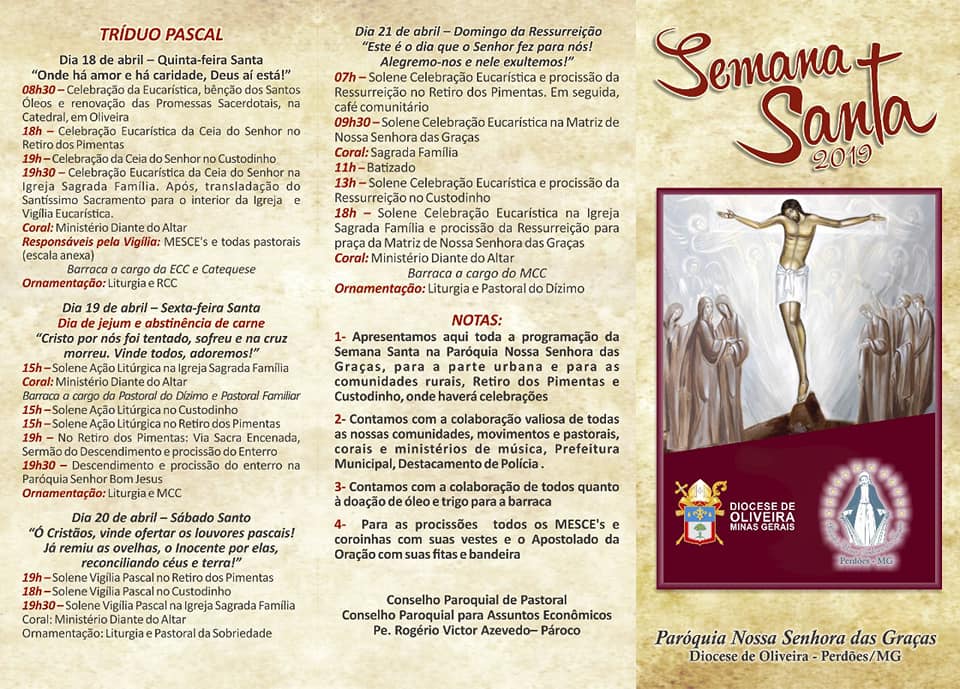 TRÍDUO PASCAL
Dia 18 de abril – Quinta-feira Santa
“Onde há amor e há caridade, Deus aí está!”
08h30 – Celebração da Eucarística, bênção dos Santos
Óleos e renovação das Promessas Sacerdotais, na
Catedral, em Oliveira
18h – Celebração Eucarística da Ceia do Senhor no
Retiro dos Pimentas
19h – Celebração da Ceia do Senhor no Custodinho
19h30 – Celebração Eucarística da Ceia do Senhor na
Igreja Sagrada Família. Após, transladação do
Santíssimo Sacramento para o interior da Igreja e
Vigília Eucarística.
Coral: Ministério Diante do Altar
Responsáveis pela Vigília: MESCE's e todas pastorais
(escala anexa)
Barraca a cargo da ECC e Catequese
Ornamentação: Liturgia e RCC
Dia 19 de abril – Sexta-feira Santa
Dia de jejum e abstinência de carne
“Cristo por nós foi tentado, sofreu e na cruz
morreu. Vinde todos, adoremos!”
15h – Solene Ação Litúrgica na Igreja Sagrada Família
Coral: Ministério Diante do Altar
Barraca a cargo da Pastoral do Dízimo e Pastoral Familiar
15h – Solene Ação Litúrgica no Custodinho
15h – Solene Ação Litúrgica no Retiro dos Pimentas
19h – No Retiro dos Pimentas: Via Sacra Encenada,
Sermão do Descendimento e procissão do Enterro
19h30 – Descendimento e procissão do enterro na
Paróquia Senhor Bom Jesus
Ornamentação: Liturgia e MCC
Dia 20 de abril – Sábado Santo
“Ó Cristãos, vinde ofertar os louvores pascais!
Já remiu as ovelhas, o Inocente por elas,
reconciliando céus e terra!”
19h – Solene Vigília Pascal no Retiro dos Pimentas
18h – Solene Vigília Pascal no Custodinho
19h30 – Solene Vigília Pascal na Igreja Sagrada Família
Coral: Ministério Diante do Altar
Ornamentação: Liturgia e Pastoral da Sobriedade
Dia 21 de abril – Domingo da Ressurreição
“Este é o dia que o Senhor fez para nós!
Alegremo-nos e nele exultemos!”
07h – Solene Celebração Eucarística e procissão da
Ressurreição no Retiro dos Pimentas. Em seguida,
café comunitário
09h30 – Solene Celebração Eucarística na Matriz de
Nossa Senhora das Graças
Coral: Sagrada Família
11h – Batizado
13h – Solene Celebração Eucarística e procissão da
Ressurreição no Custodinho
18h – Solene Celebração Eucarística na Igreja
Sagrada Família e procissão da Ressurreição para
praça da Matriz de Nossa Senhora das Graças
Coral: Ministério Diante do Altar
Barraca a cargo do MCC
Ornamentação: Liturgia e Pastoral do Dízimo
NOTAS:
1- Apresentamos aqui toda a programação da
Semana Santa na Paróquia Nossa Senhora das
Graças, para a parte urbana e para as
comunidades rurais, Retiro dos Pimentas e
Custodinho, onde haverá celebrações
2- Contamos com a colaboração valiosa de todas
as nossas comunidades, movimentos e pastorais,
corais e ministérios de música, Prefeitura
Municipal, Destacamento de Polícia .
3- Contamos com a colaboração de todos quanto
à doação de óleo e trigo para a barraca
4- Para as procissões todos os MESCE's e
coroinhas com suas vestes e o Apostolado da
Oração com suas fitas e bandeira
Conselho Paroquial de Pastoral
Conselho Paroquial para Assuntos Econômicos
Pe. Rogério Victor Azevedo– Pároco
Semana
Santa
2019
DIOCESE DE
OLIVEIRA
MINAS GERAIS
Perdões - MG
Paróquia Nossa Senhora das Graças
Diocese de Oliveira - Perdões/MG